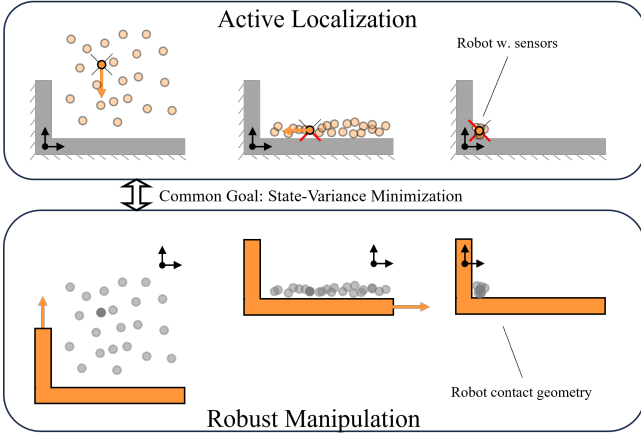 Active Localization
Robot w. sensors
Common Goal: State-Variance Minimization
Robot contact geometry
Robust Manipulation